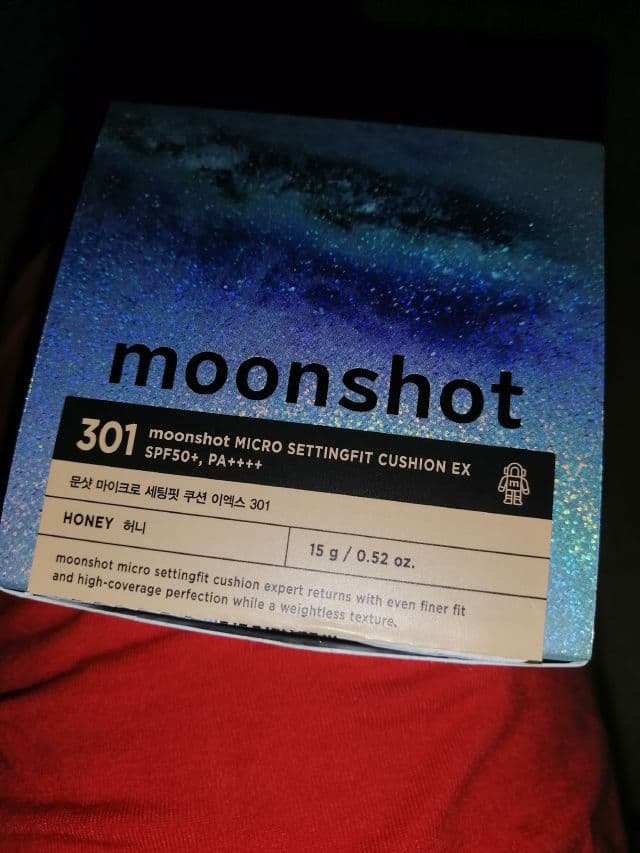 moonshot
301 moonshot MICRO SETTINGFIT CUSHION EX
SPF50+, PA++++
m
문샷 마이크로 세팅핏 쿠션 이엑스 301
HONEY 허니
15 g / 0.52 oz.
moonshot micro settingfit cushion expert returns with even finer fit
and high-coverage perfection while a weightless texture,